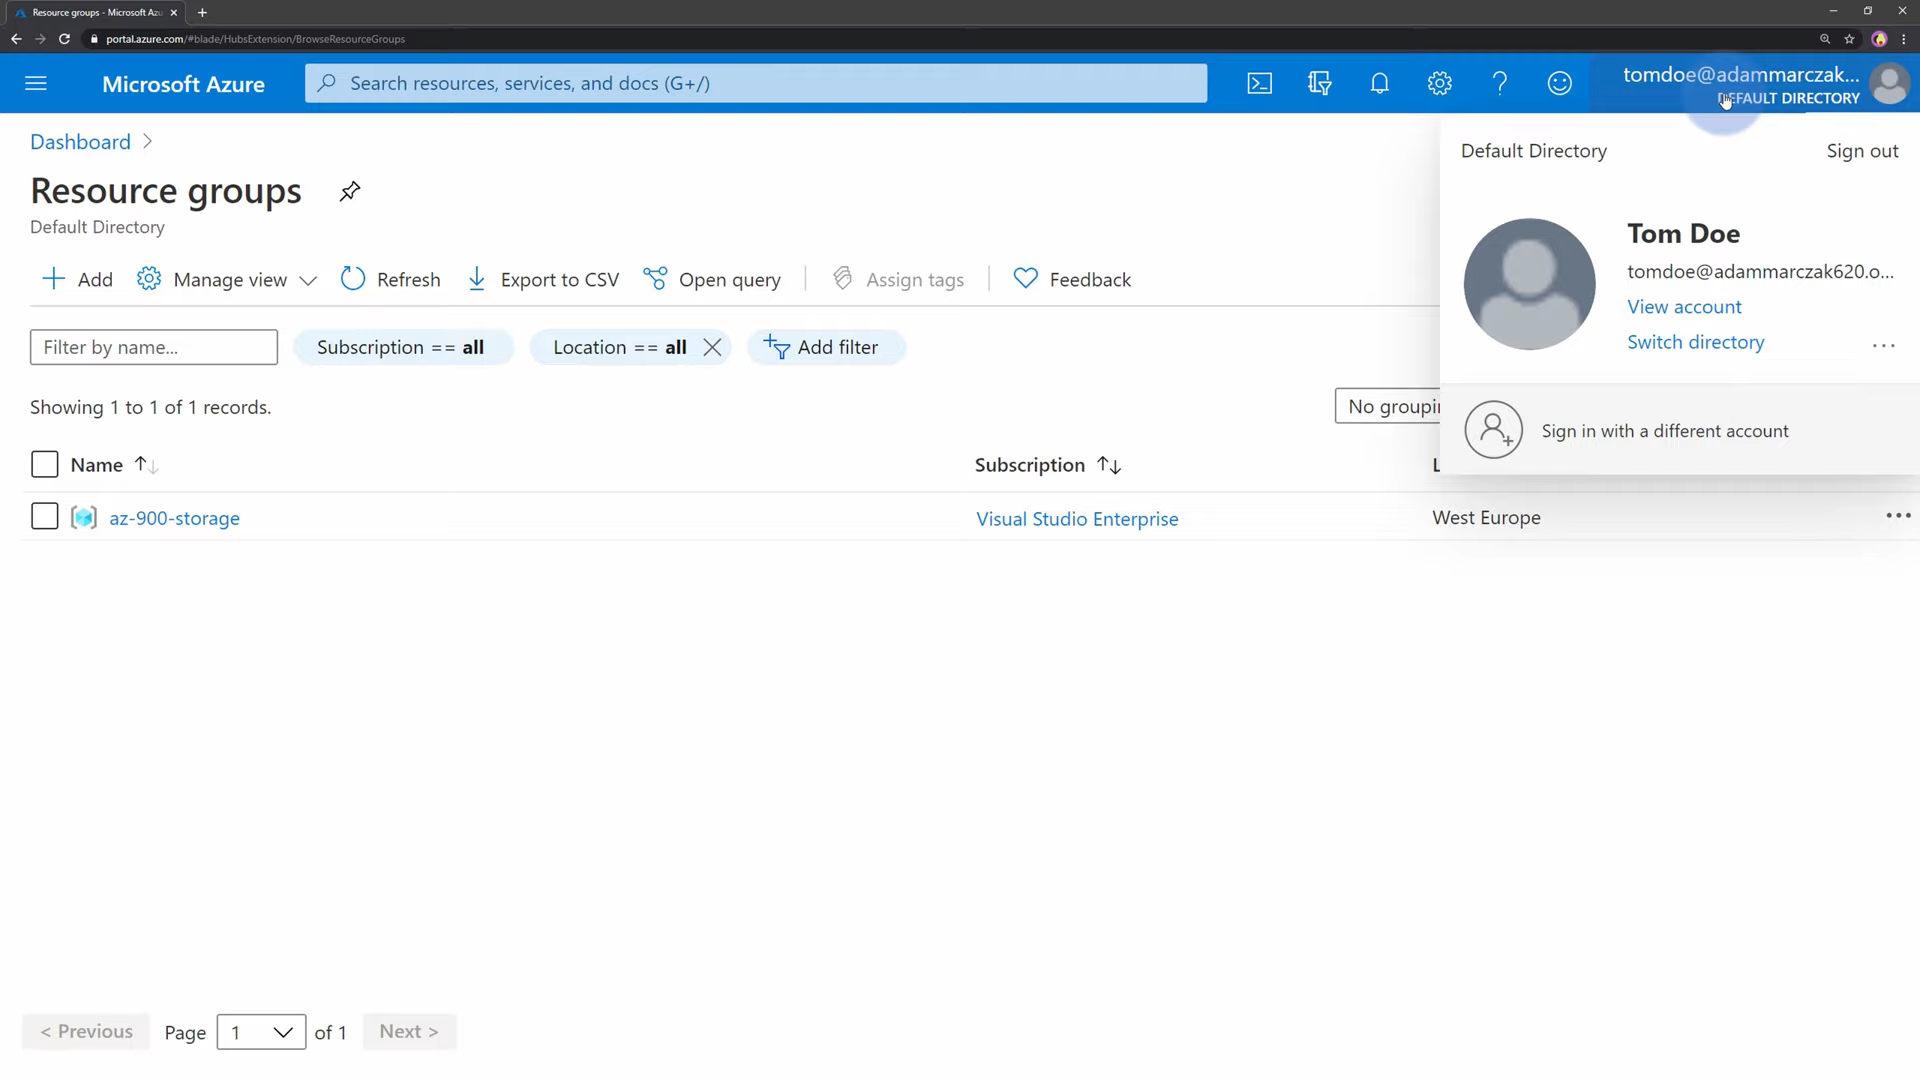 Resource groups - Microsoft Azu
portal.azure.com/#blade/HubsExtension/BrowseResourceGroups
Microsoft Azure
Search resources, services, and docs (G+/)
tomdoe@adammarczak...
DEFAULT DIRECTORY
Dashboard
Default Directory
Sign out
Resource groups
Default Directory
Tom Doe
tomdoe@adammarczak620.o...
View account
Switch directory
Add
Manage view
Refresh
Export to CSV
Open query
Assign tags
Feedback
Filter by name...
Subscription == all
Location == all
Add filter
Showing 1 to 1 of 1 records.
No groupin
Sign in with a different account
Name
Subscription
L
az-900-storage
Visual Studio Enterprise
West Europe
< Previous
Page
1
of 1
Next >